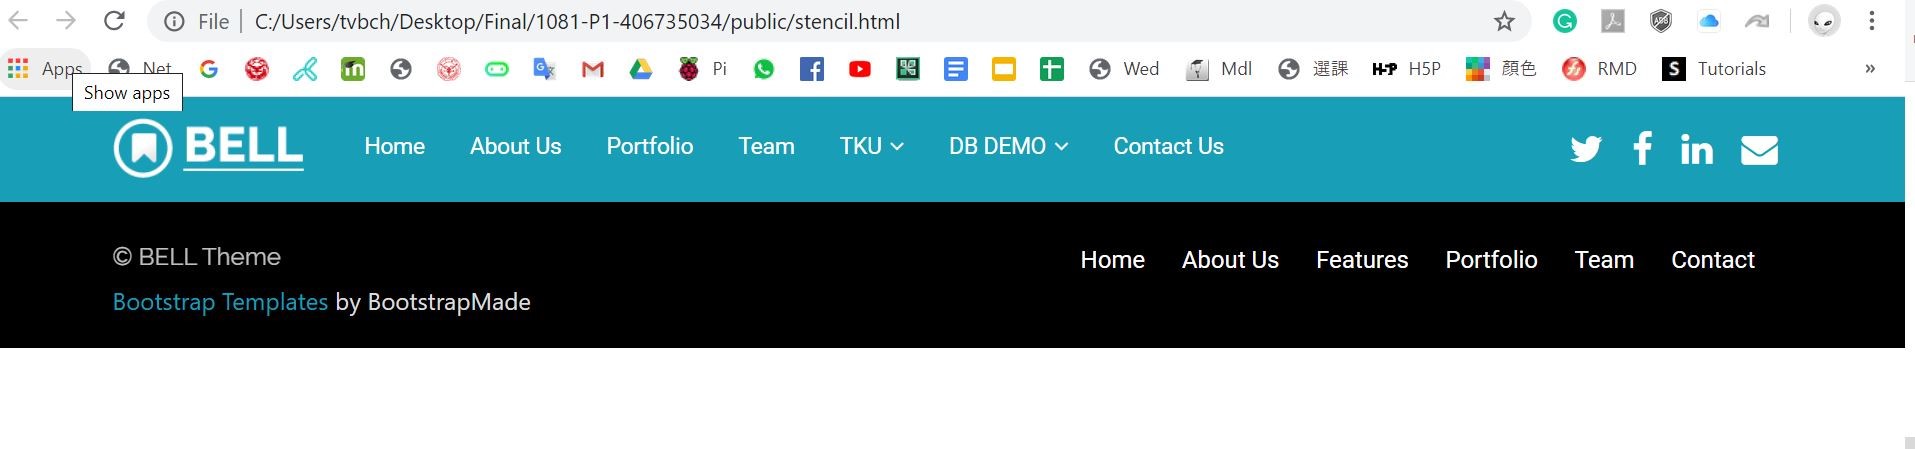 File | C:/Users/tvbch/Desktop/Final/1081-P1-406735034/public/stencil.html
Apps Net Pi Wed Mdl 選課 H5P H5P 顏色 RMD S Tutorials »
Show apps
BELL Home About Us Portfolio Team TKU DB DEMO Contact Us
© BELL Theme
Home About Us Features Portfolio Team Contact
Bootstrap Templates by BootstrapMade